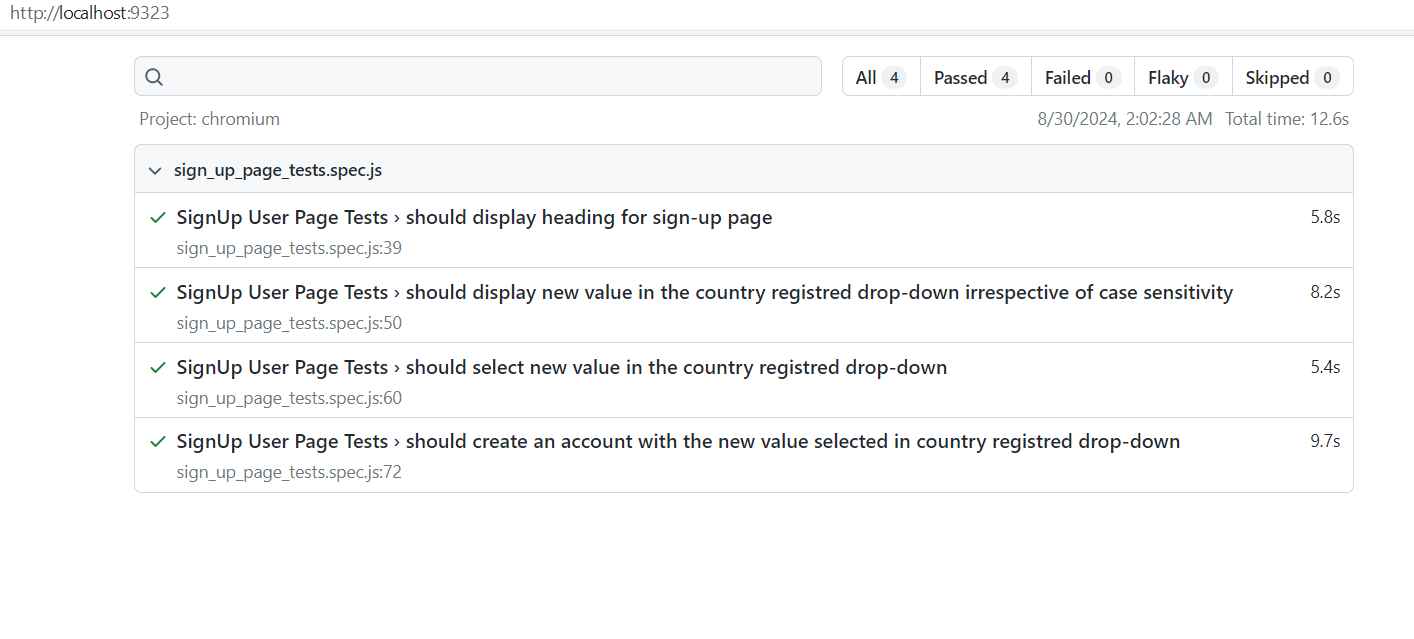 http://localhost:9323
All 4 Passed 4 Failed 0 Flaky 0 Skipped 0
Project: chromium 8/30/2024, 2:02:28 AM Total time: 12.6s
sign_up_page_tests.spec.js
SignUp User Page Tests › should display heading for sign-up page 5.8s
sign_up_page_tests.spec.js:39
SignUp User Page Tests › should display new value in the country registred drop-down irrespective of case sensitivity 8.2s
sign_up_page_tests.spec.js:50
SignUp User Page Tests › should select new value in the country registred drop-down 5.4s
sign_up_page_tests.spec.js:60
SignUp User Page Tests › should create an account with the new value selected in country registred drop-down 9.7s
sign_up_page_tests.spec.js:72